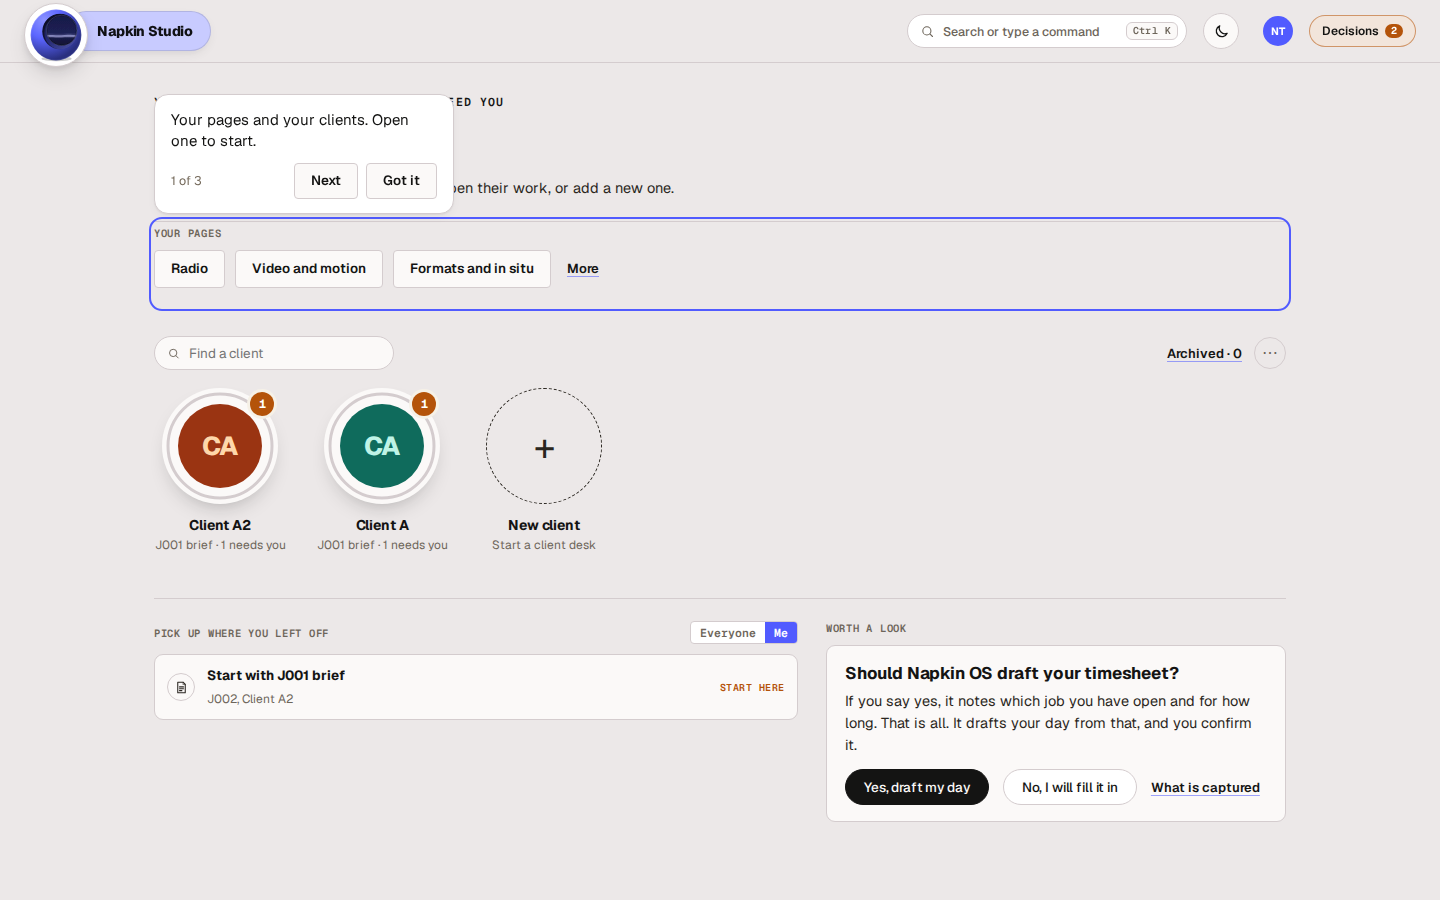 Napkin Studio
Search or type a command
Ctrl K
NT
Decisions 2
YOU
Your pages and your clients. Open
one to start.
1 of 3
Next
Got it
their work, or add a new one.
YOUR PAGES
Radio
Video and motion
Formats and in situ
More
Find a client
Archived · 0
CA
1
CA
1
+
Client A2
J001 brief · 1 needs you
Client A
J001 brief · 1 needs you
New client
Start a client desk
PICK UP WHERE YOU LEFT OFF
Everyone
Me
Start with J001 brief
J002, Client A2
START HERE
WORTH A LOOK
Should Napkin OS draft your timesheet?
If you say yes, it notes which job you have open and for how
long. That is all. It drafts your day from that, and you confirm
it.
Yes, draft my day
No, I will fill it in
What is captured